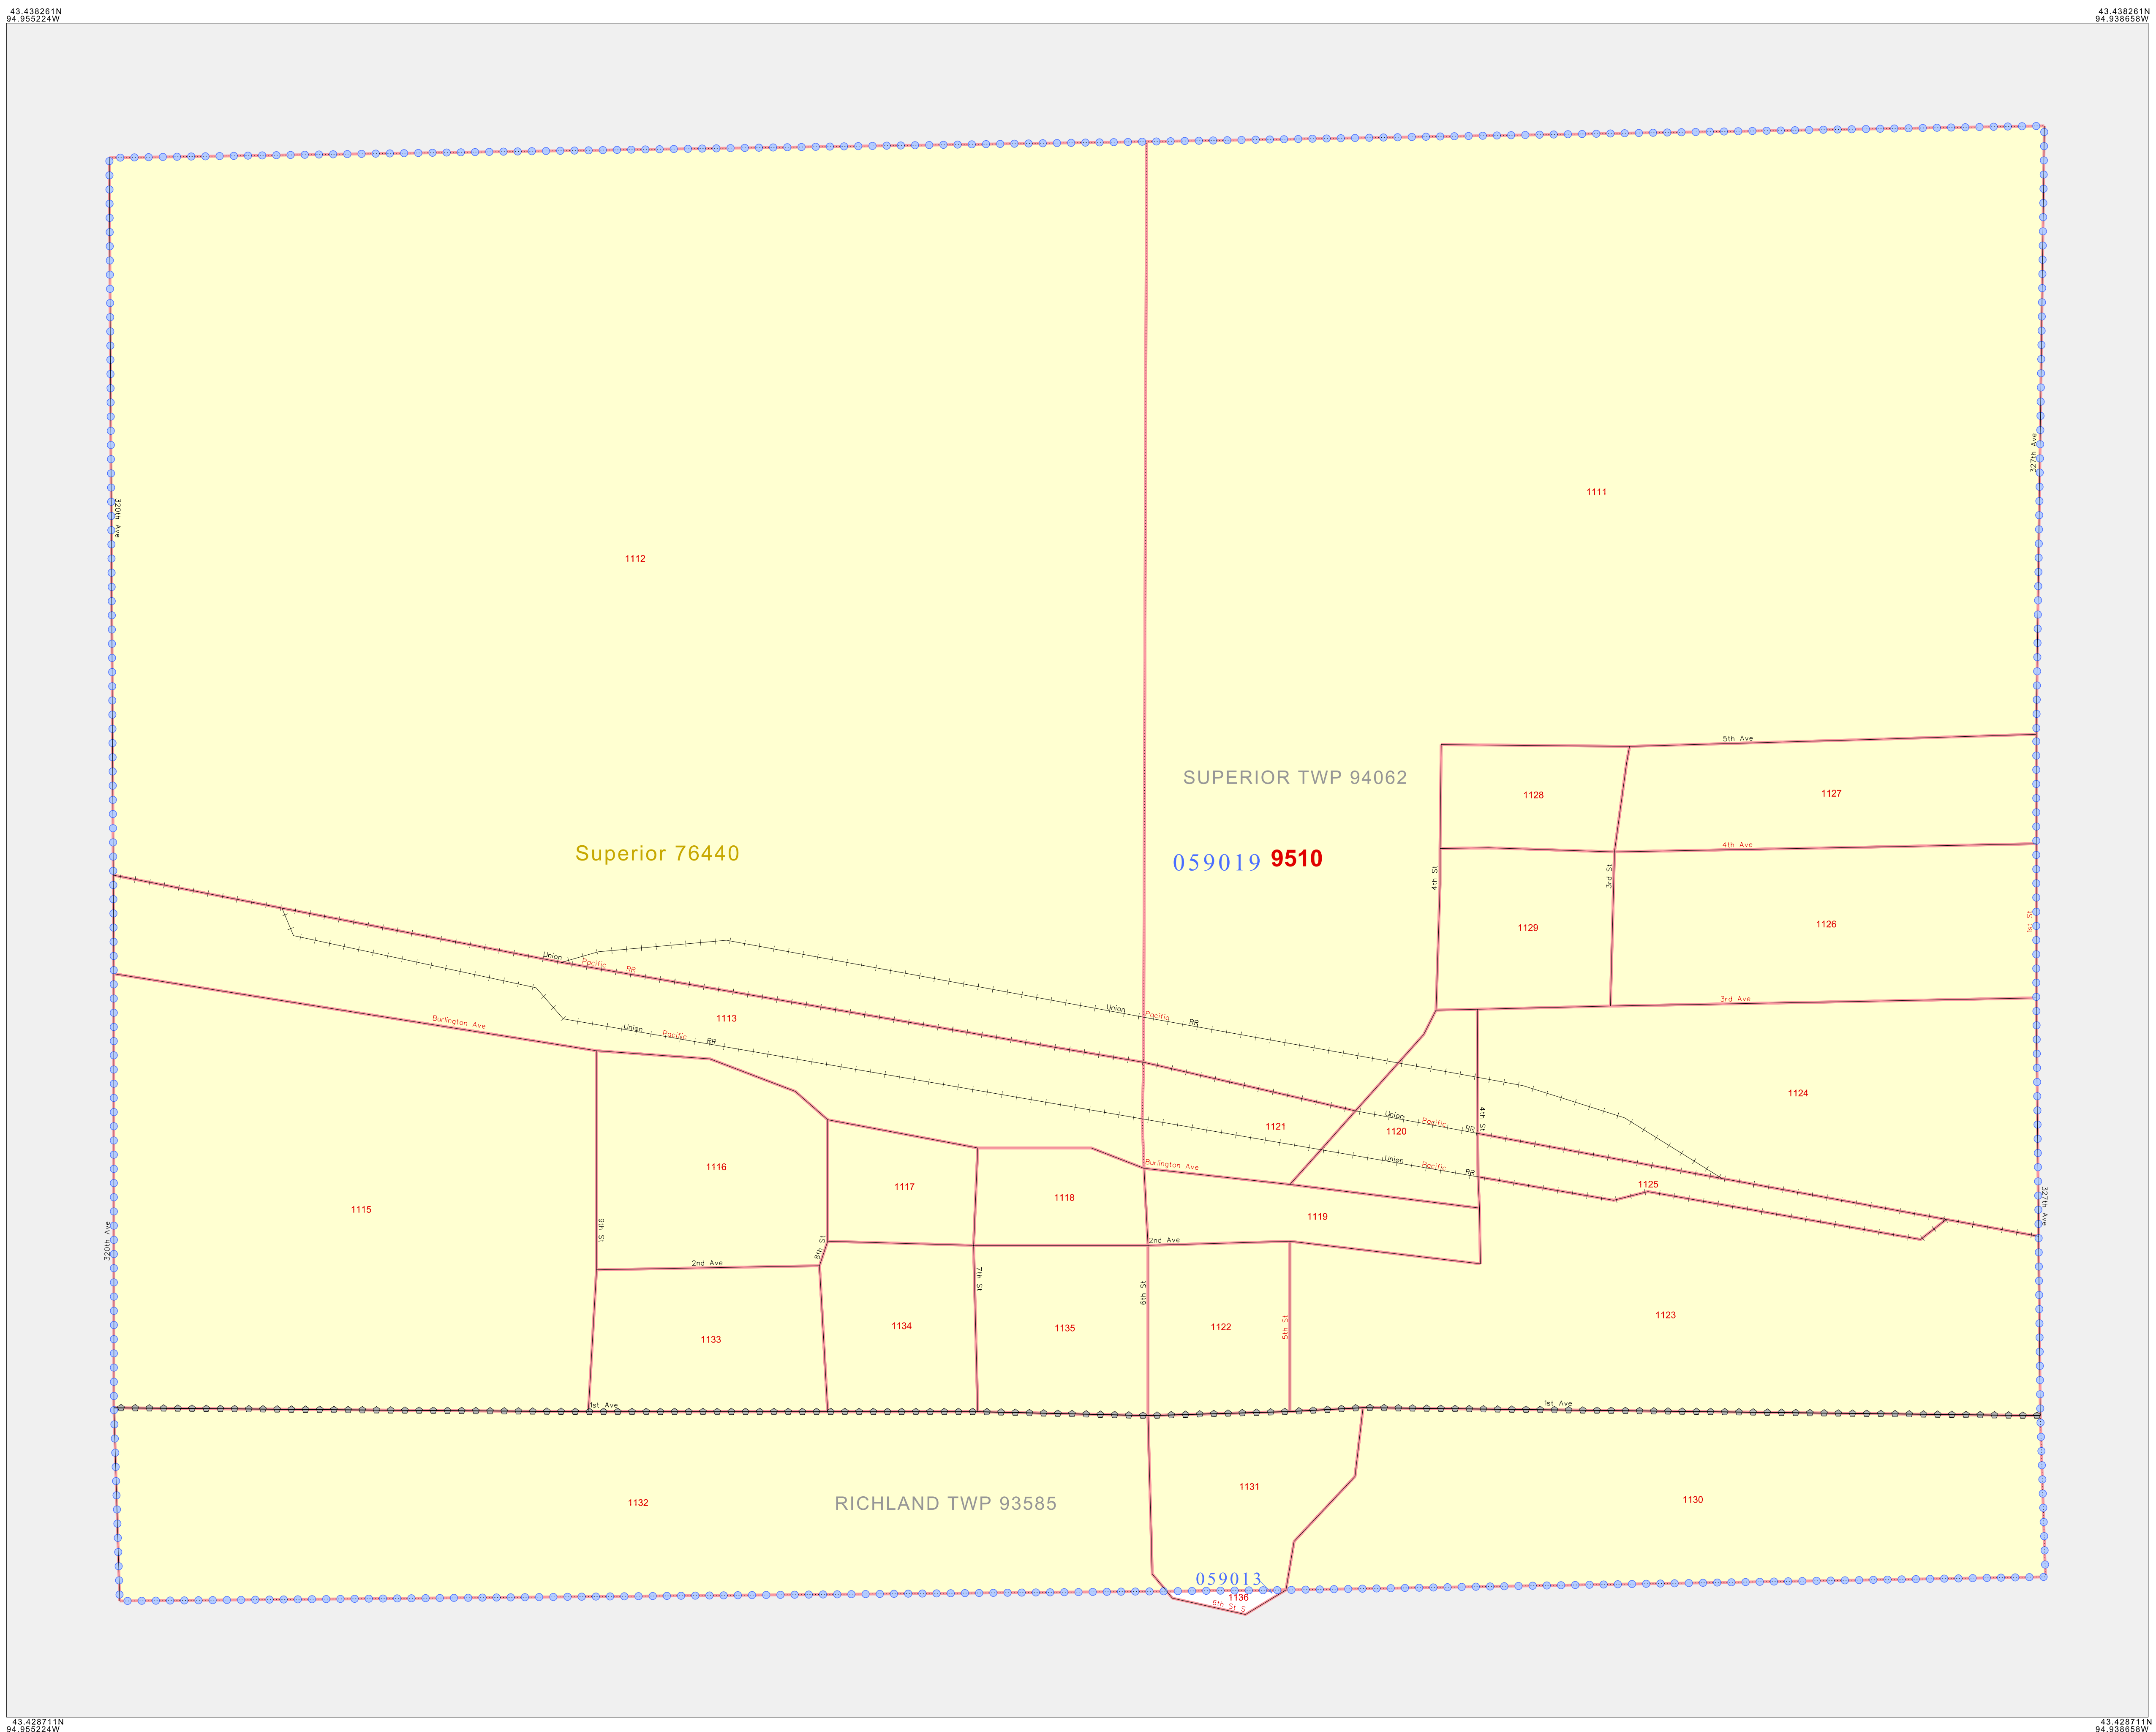 43.438261N
94.955224W
43.438261N
94.938658W
327th Ave
1111
320th Ave
1112
5th Ave
SUPERIOR TWP 94062
1128
1127
4th Ave
Superior 76440
059019 9510
4th St
3rd St
1st St
1129
1126
Union Pacific RR
3rd Ave
Union Pacific RR
1113
Burlington Ave
Union Pacific RR
1124
4th St
Union Pacific RR
1121
1120
Burlington Ave
Union Pacific RR
1116
1117
1118
1125
1115
1119
327th Ave
320th Ave
9th St
8th St
2nd Ave
2nd Ave
7th St
6th St
5th St
1123
1133
1134
1135
1122
1st Ave
1st Ave
1131
1132
RICHLAND TWP 93585
1130
059013
1136
6th St S
43.428711N
94.955224W
43.428711N
94.938658W